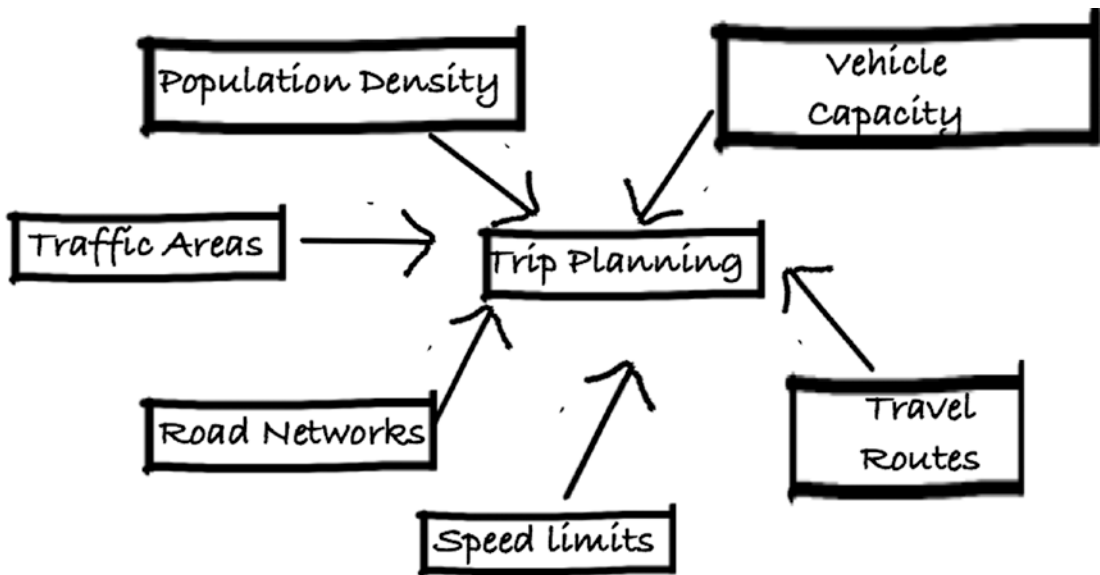 Population Density
Vehicle
Capacity
Traffic Areas
Trip Planning
Road Networks
Travel
Routes
Speed limits